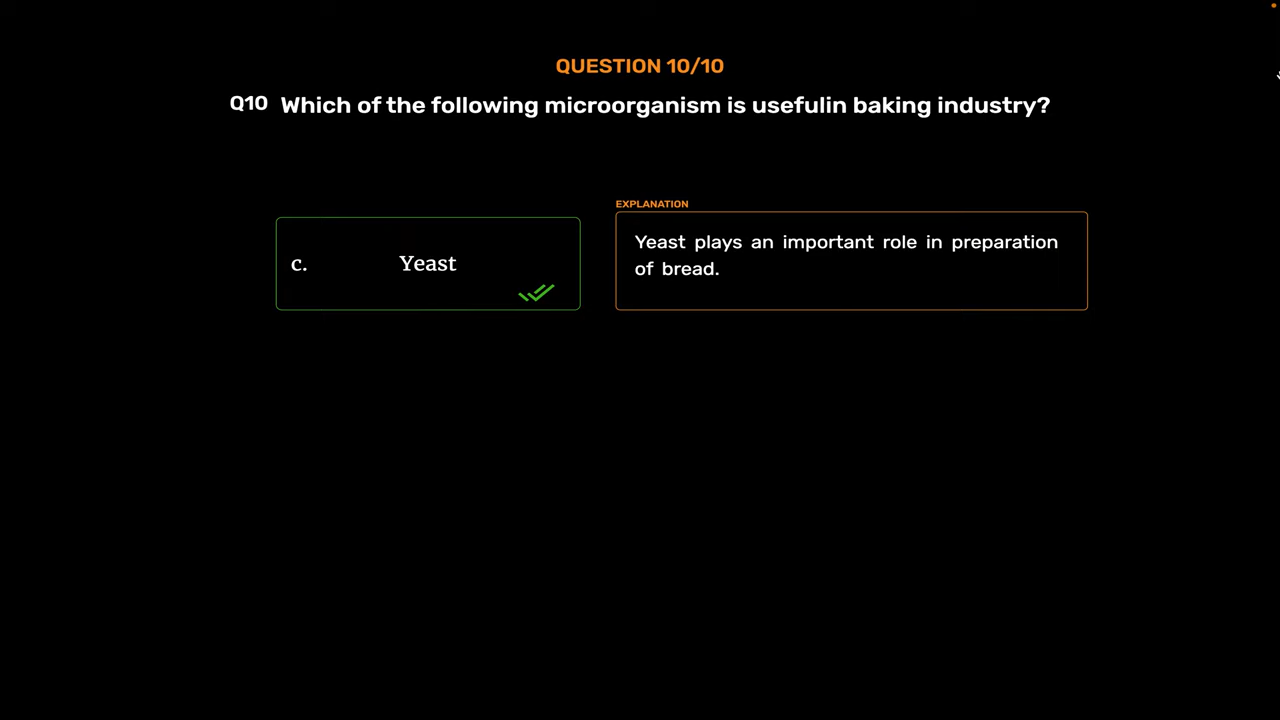 QUESTION 10/10
Q10 Which of the following microorganism is usefulin baking industry?
EXPLANATION
c. Yeast
Yeast plays an important role in preparation
of bread.